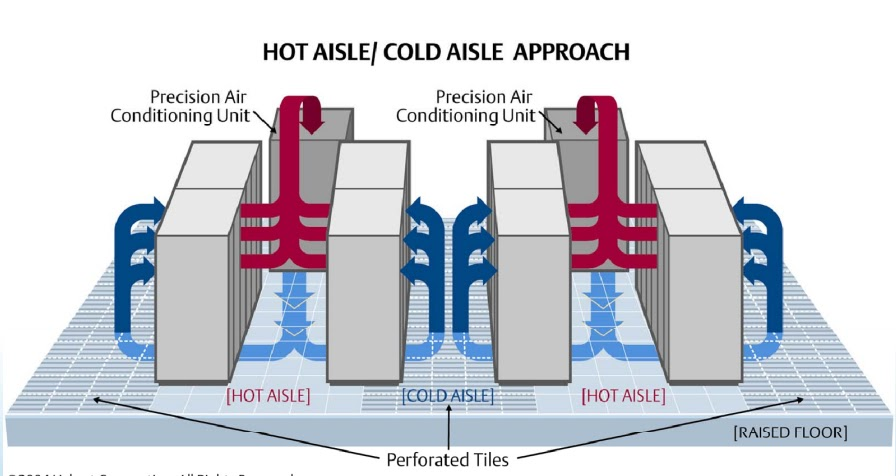 HOT AISLE/ COLD AISLE APPROACH
Precision Air
Conditioning Unit
Precision Air
Conditioning Unit
[HOT AISLE]
[COLD AISLE]
[HOT AISLE]
[RAISED FLOOR]
Perforated Tiles